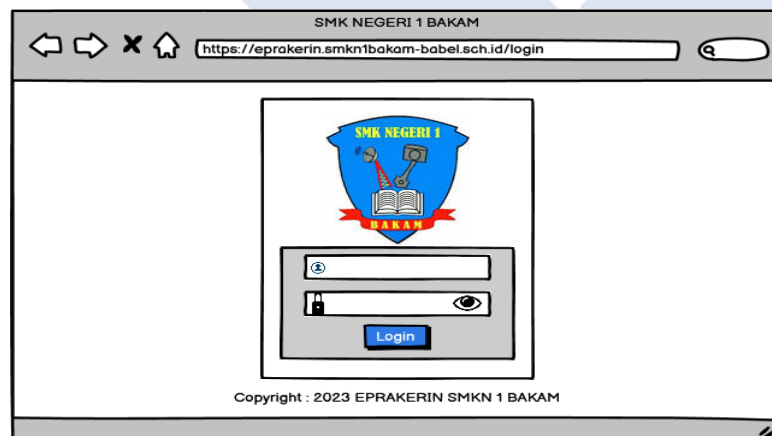 SMK NEGERI 1 BAKAM
https://eprakerin.smkn1bakam-babel.sch.id/login
SMK NEGERI 1
BAKAM
Login
Copyright : 2023 EPRAKERIN SMKN 1 BAKAM